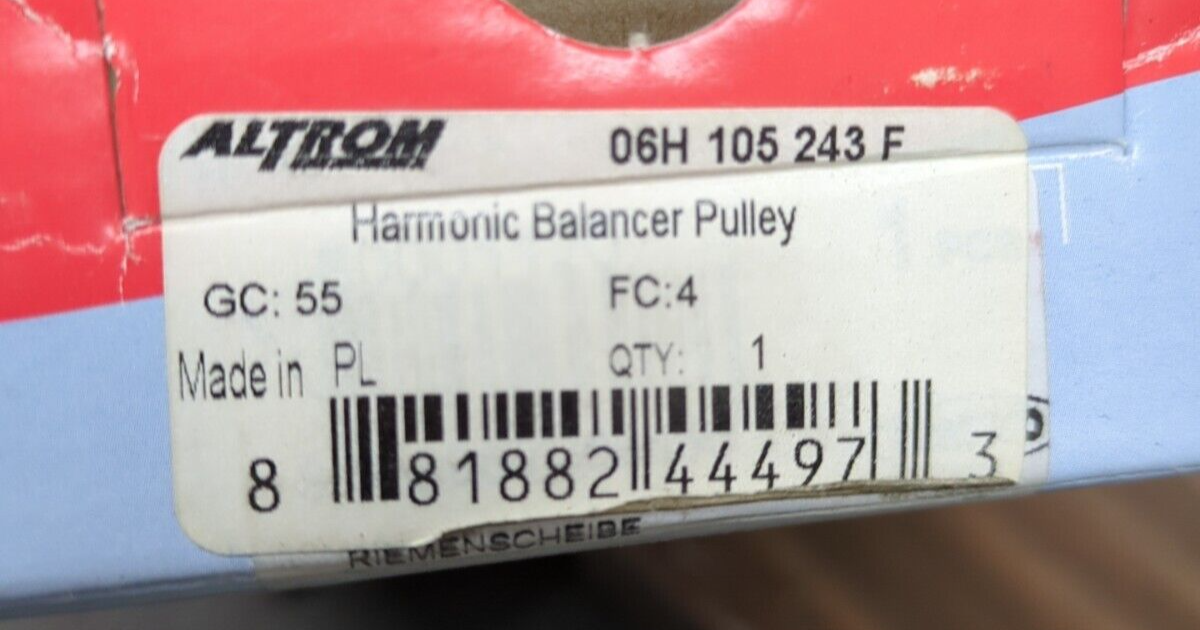 ALTROM
06H 105 243 F
Harmonic Balancer Pulley
GC: 55
FC:4
Made in PL
QTY: 1
8 81882 44497 3
RIEMENSCHEIBE